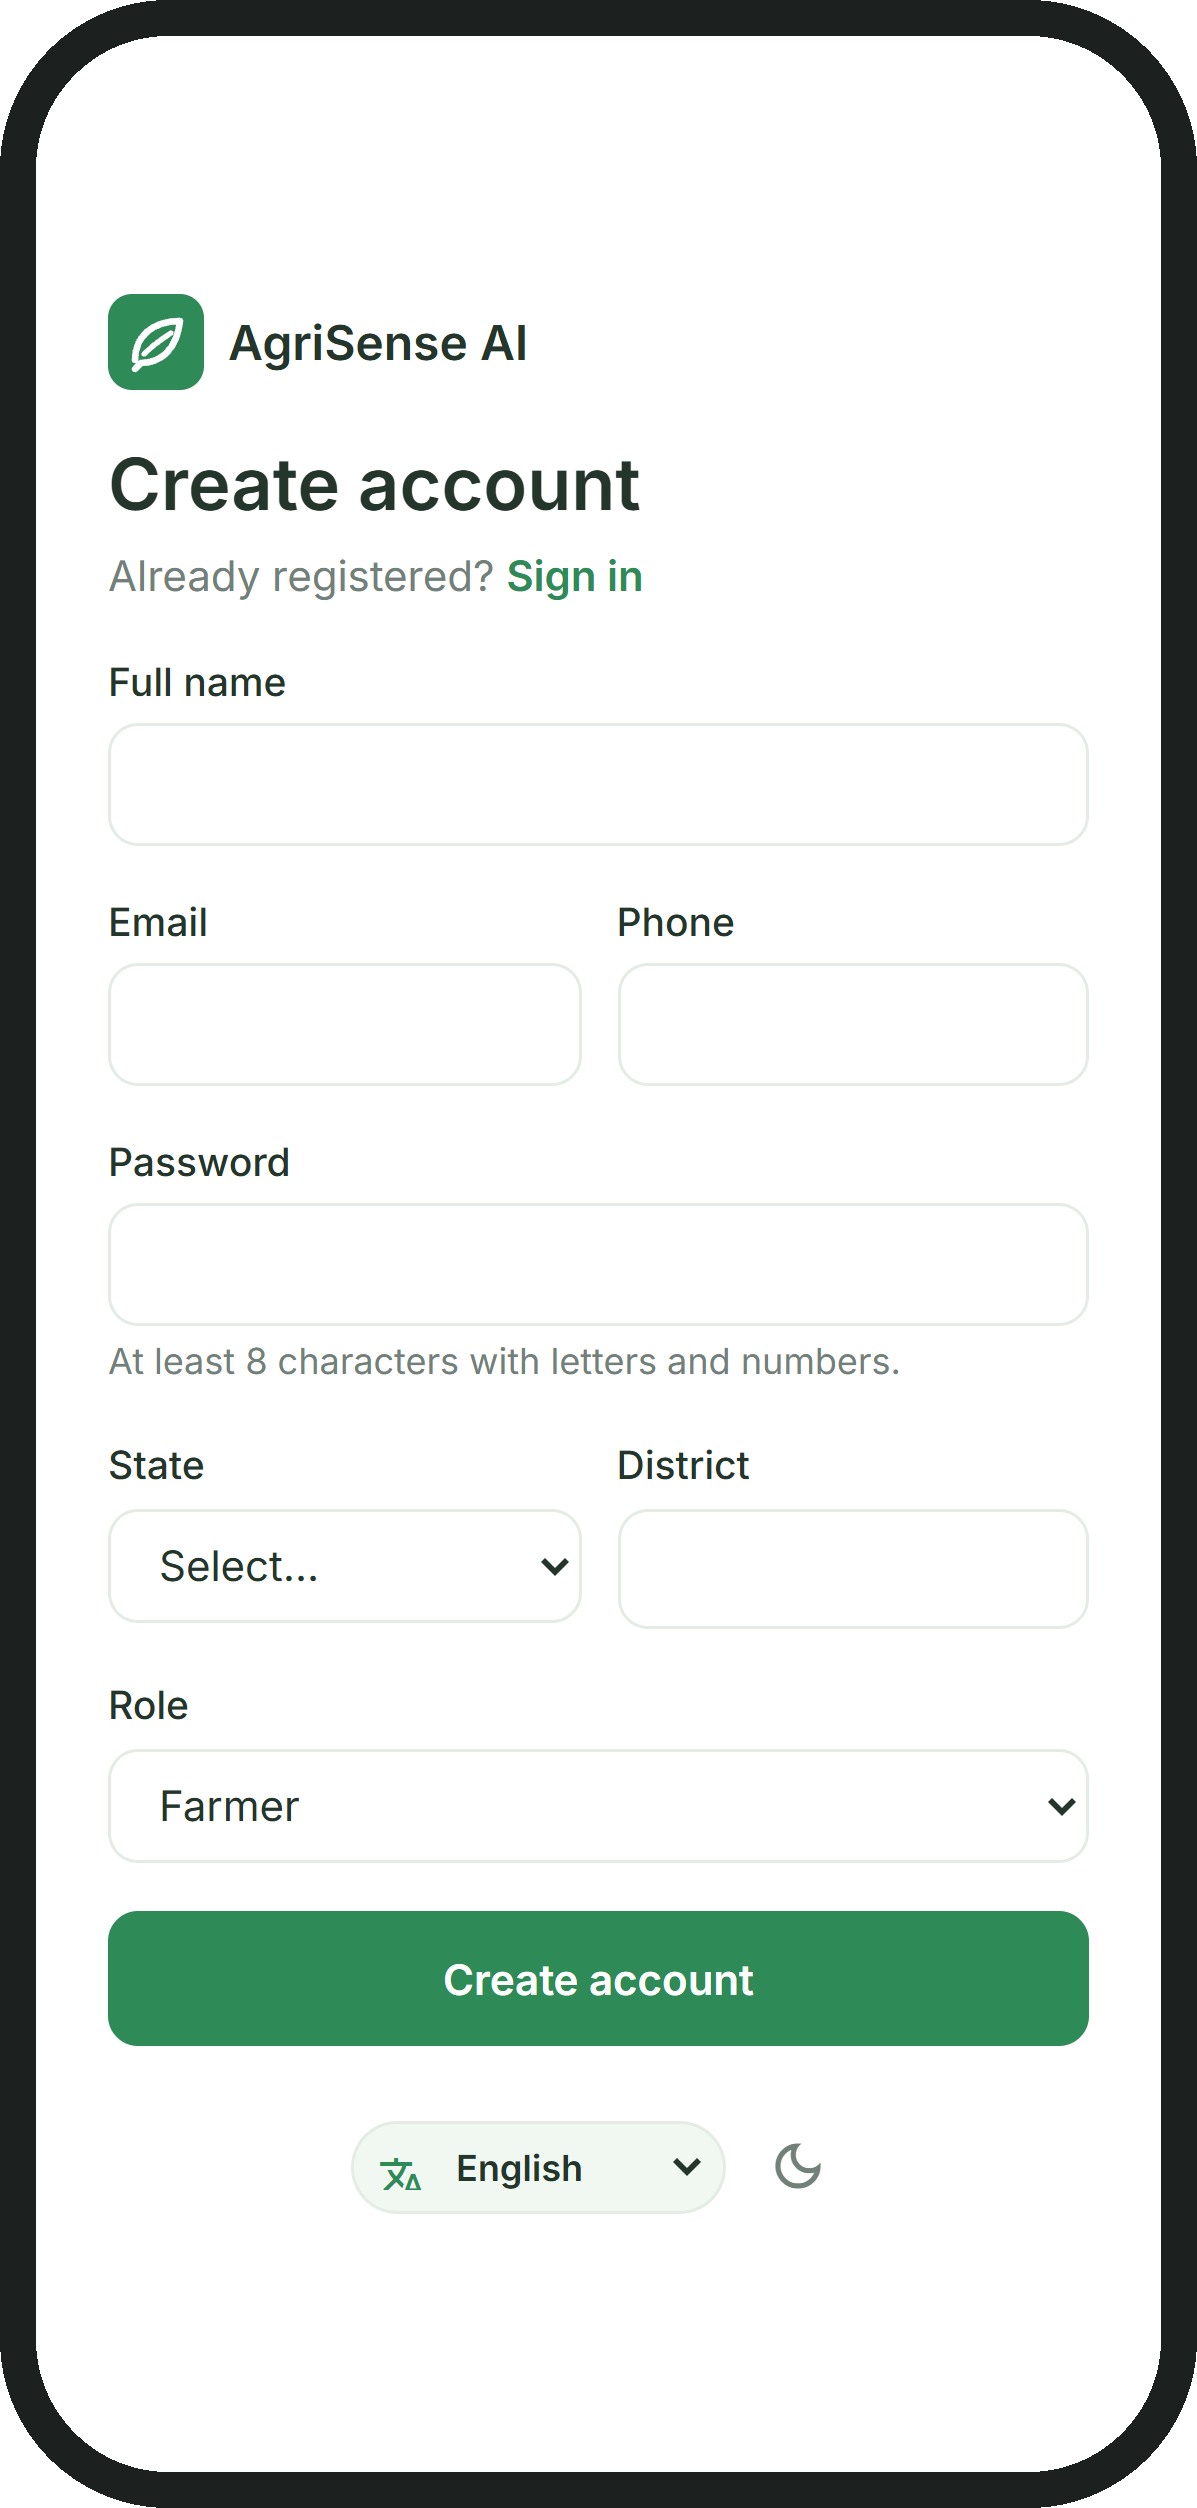 AgriSense AI
Create account
Already registered? Sign in
Full name
Email Phone
Password
At least 8 characters with letters and numbers.
State District
Select...
Role
Farmer
Create account
English